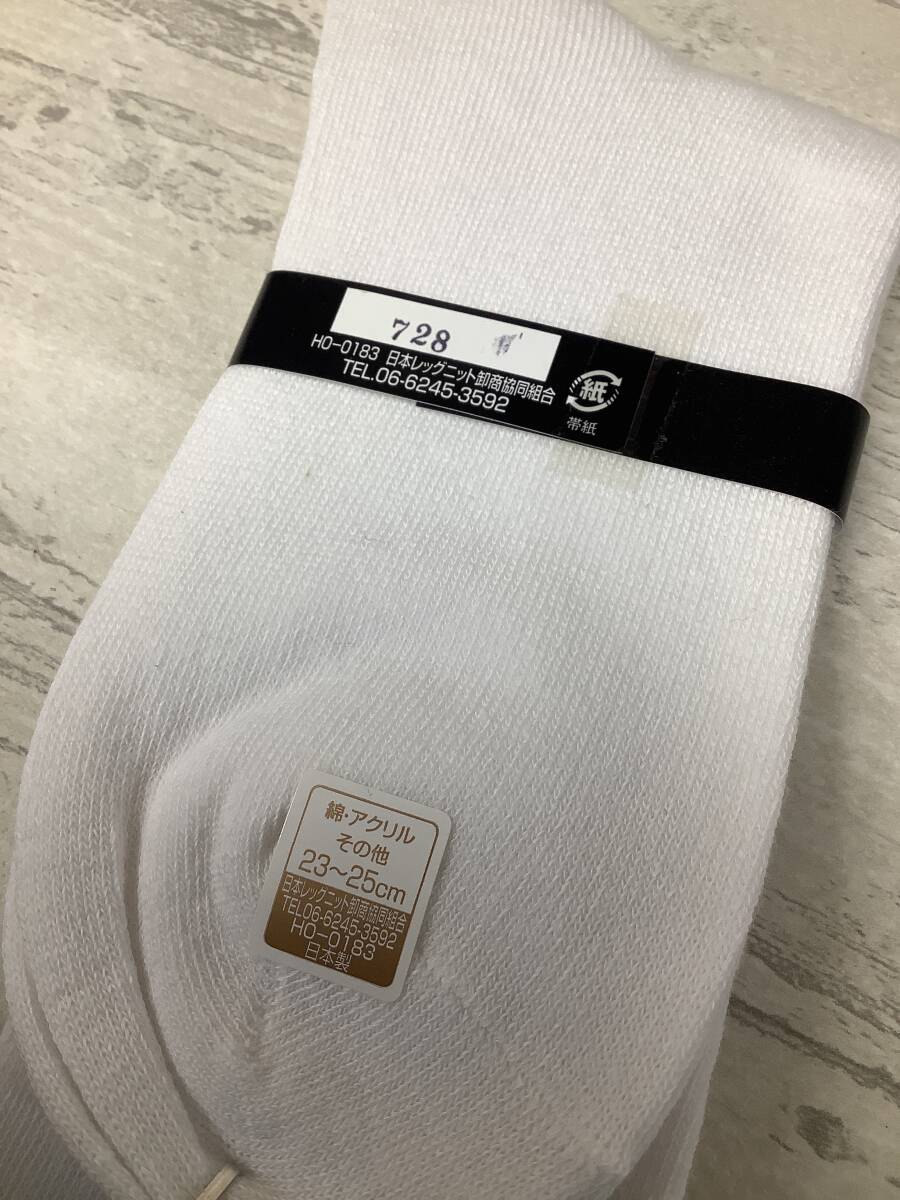 728
HO-0183 日本レッグニット卸商協同組合
TEL.06-6245-3592
紙
帯紙
綿・アクリル
その他
23～25cm
日本レッグニット卸商協同組合
TEL06-6245-3592
HO-0183
日本製